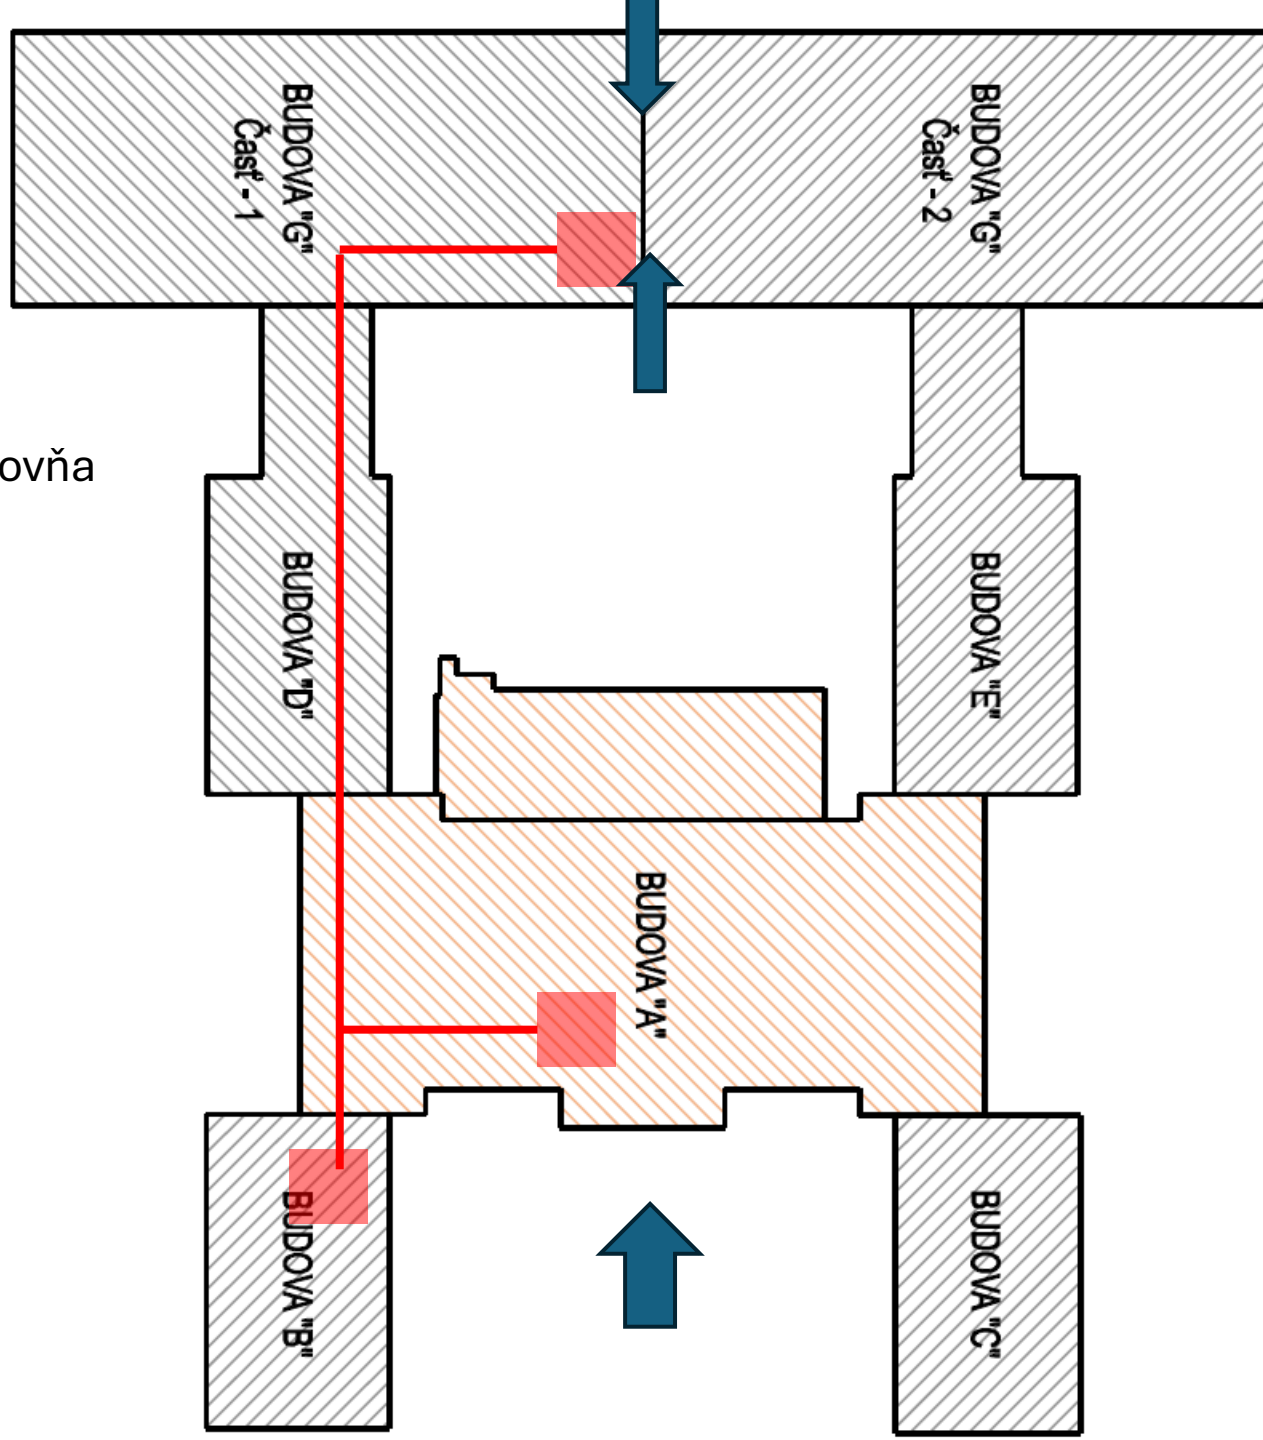 BUDOVA "G"
Časť - 1
BUDOVA "G"
Časť - 2
ovňa
BUDOVA "D"
BUDOVA "E"
BUDOVA "A"
BUDOVA "B"
BUDOVA "C"